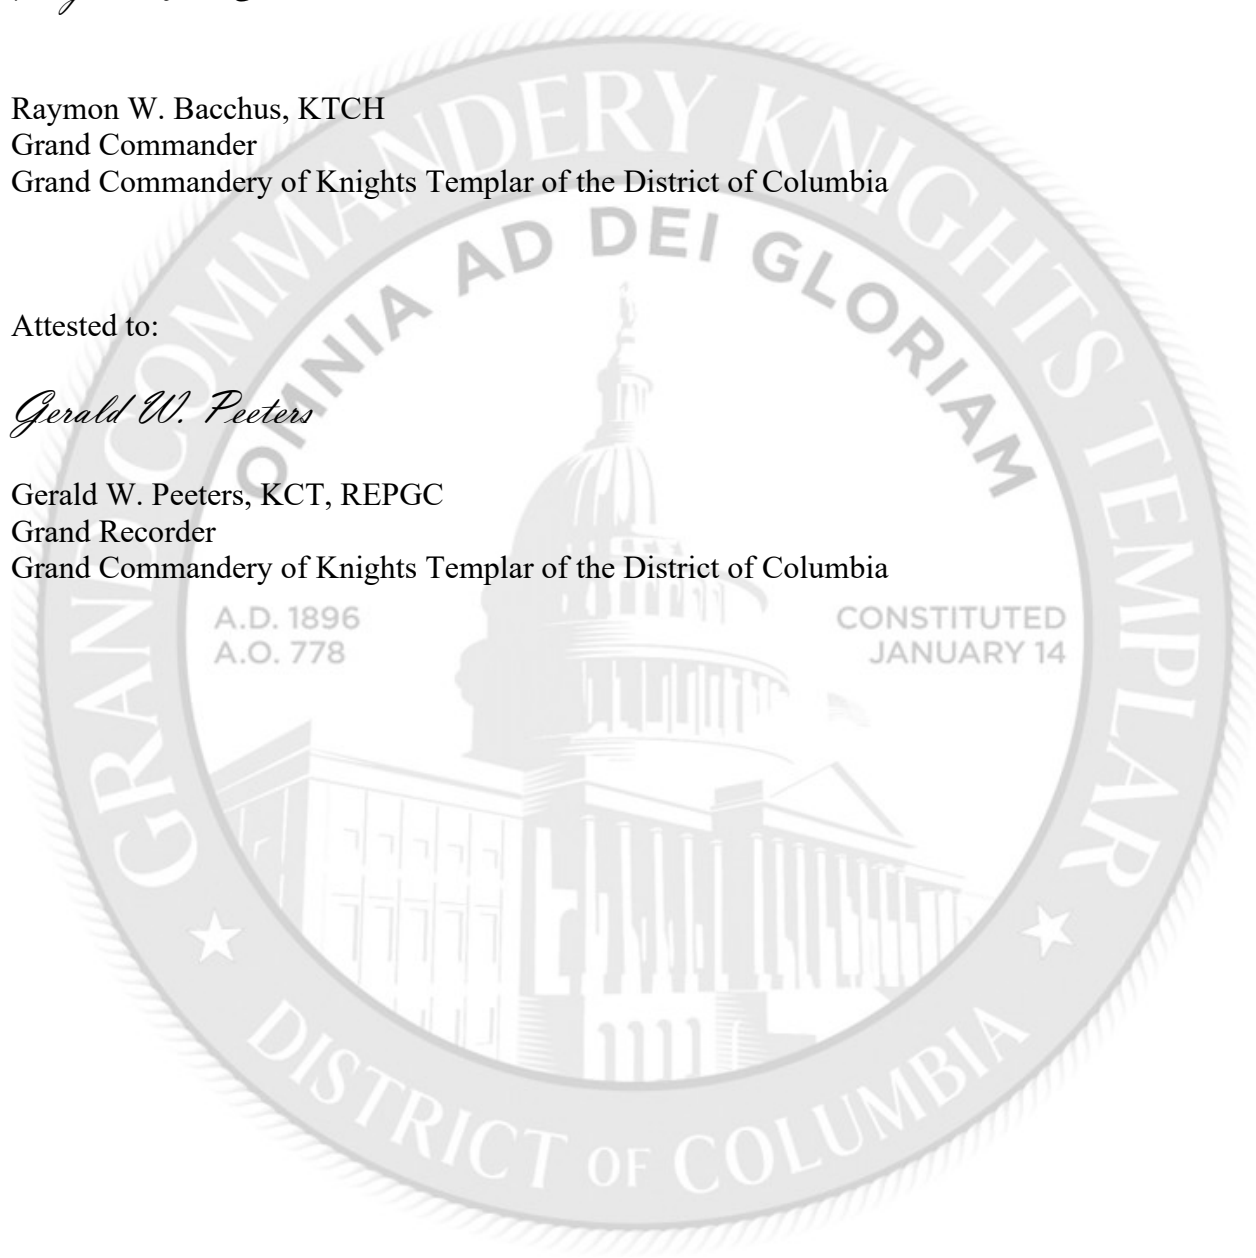 Raymon W. Bacchus, KTCH
Grand Commander
Grand Commandery of Knights Templar of the District of Columbia
Attested to:
Gerald W. Peeters
Gerald W. Peeters, KCT, REPGC
Grand Recorder
Grand Commandery of Knights Templar of the District of Columbia
GRAND COMMANDERY KNIGHTS TEMPLAR
OMNIA AD DEI GLORIAM
A.D. 1896
A.O. 778
CONSTITUTED
JANUARY 14
DISTRICT OF COLUMBIA